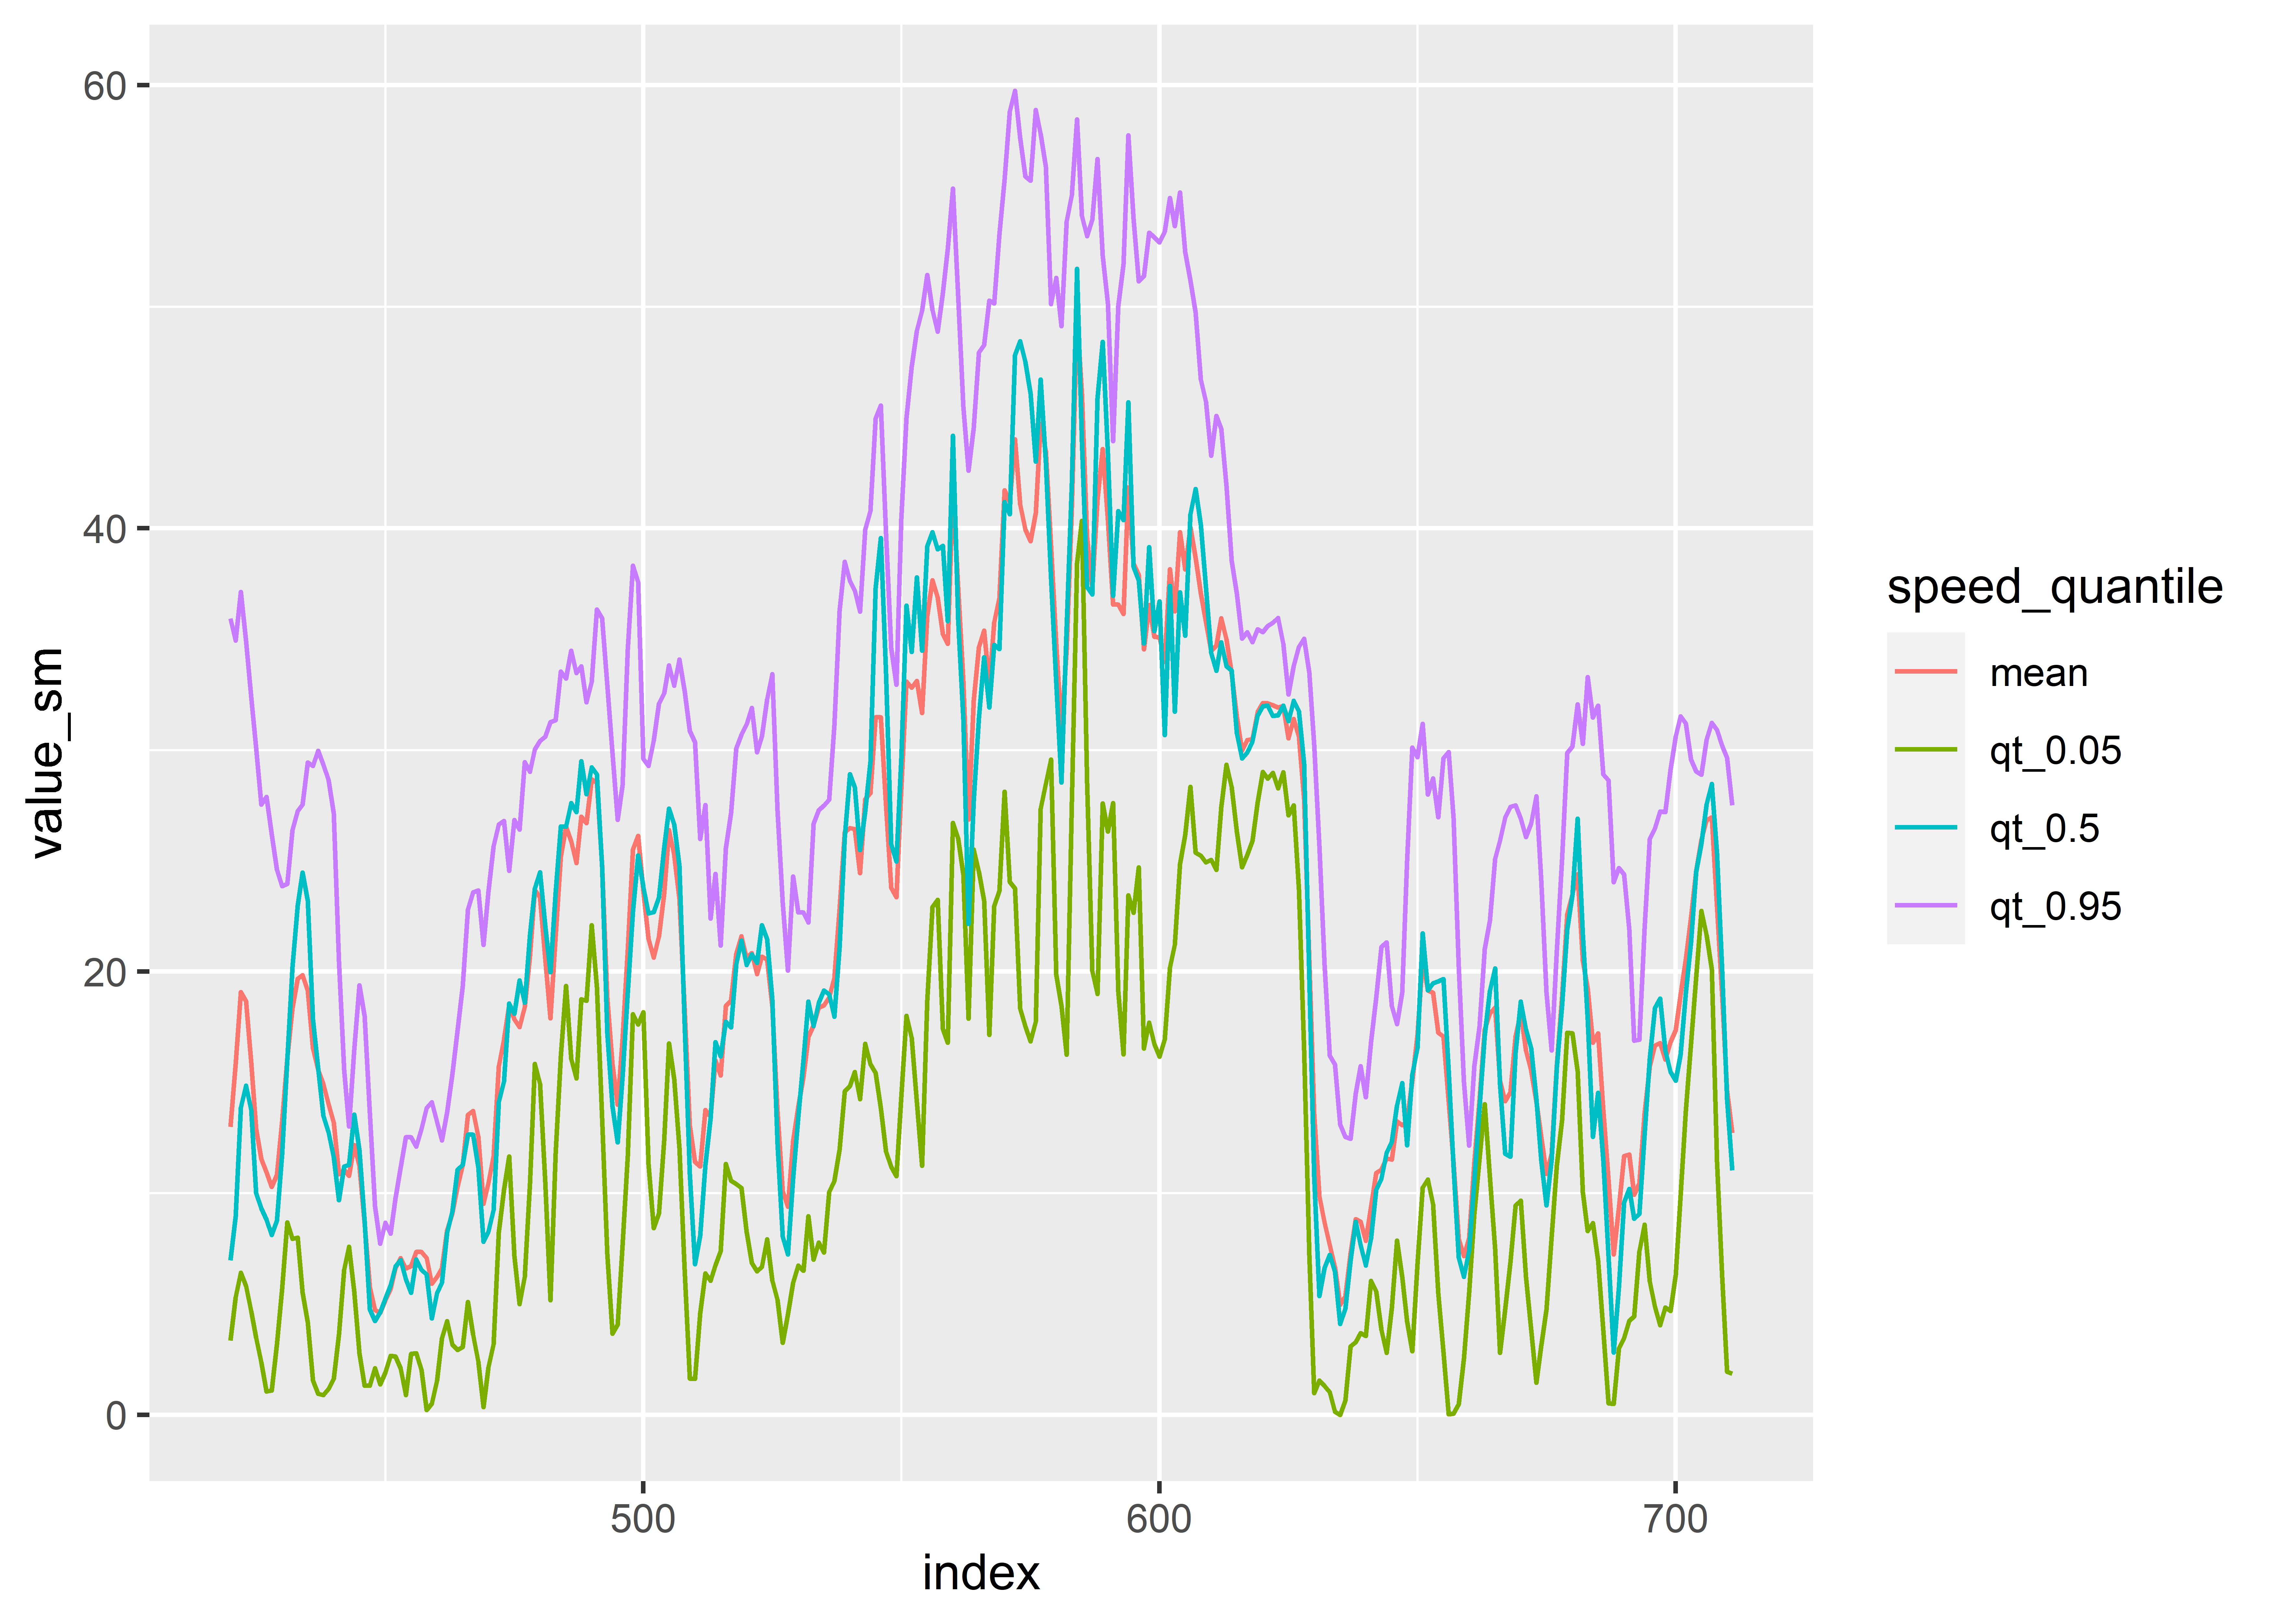 60
40
20
0
value_sm
500
600
700
index
speed_quantile
mean
qt_0.05
qt_0.5
qt_0.95